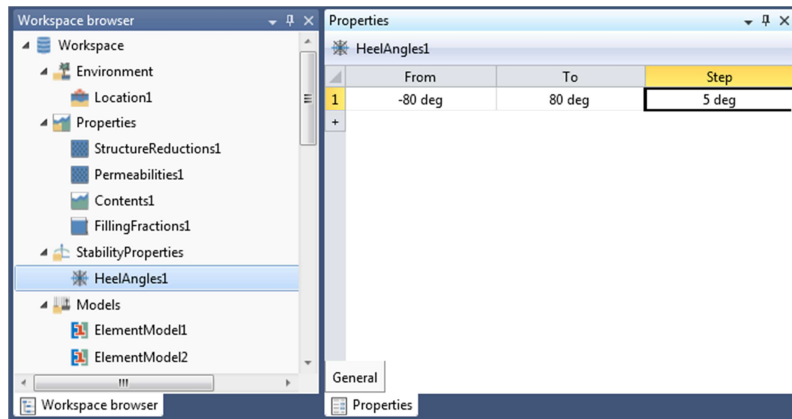 Workspace browser
Workspace
Environment
Location1
Properties
StructureReductions1
Permeabilities1
Contents1
FillingFractions1
StabilityProperties
HeelAngles1
Models
ElementModel1
ElementModel2
Workspace browser
Properties
HeelAngles1
From To Step
1 -80 deg 80 deg 5 deg
+
General
Properties